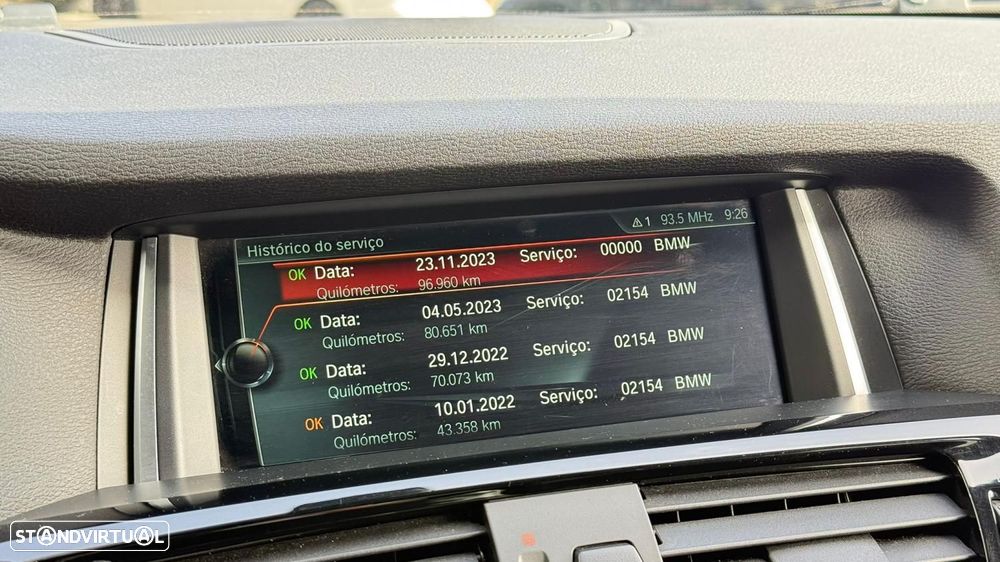 ⚠1 93.5 MHz 9:26
Histórico do serviço
OK Data: 23.11.2023 Serviço: 00000 BMW
Quilómetros: 96.960 km
OK Data: 04.05.2023 Serviço: 02154 BMW
Quilómetros: 80.651 km
OK Data: 29.12.2022 Serviço: 02154 BMW
Quilómetros: 70.073 km
OK Data: 10.01.2022 Serviço: 02154 BMW
Quilómetros: 43.358 km
STANDVIRTUAL